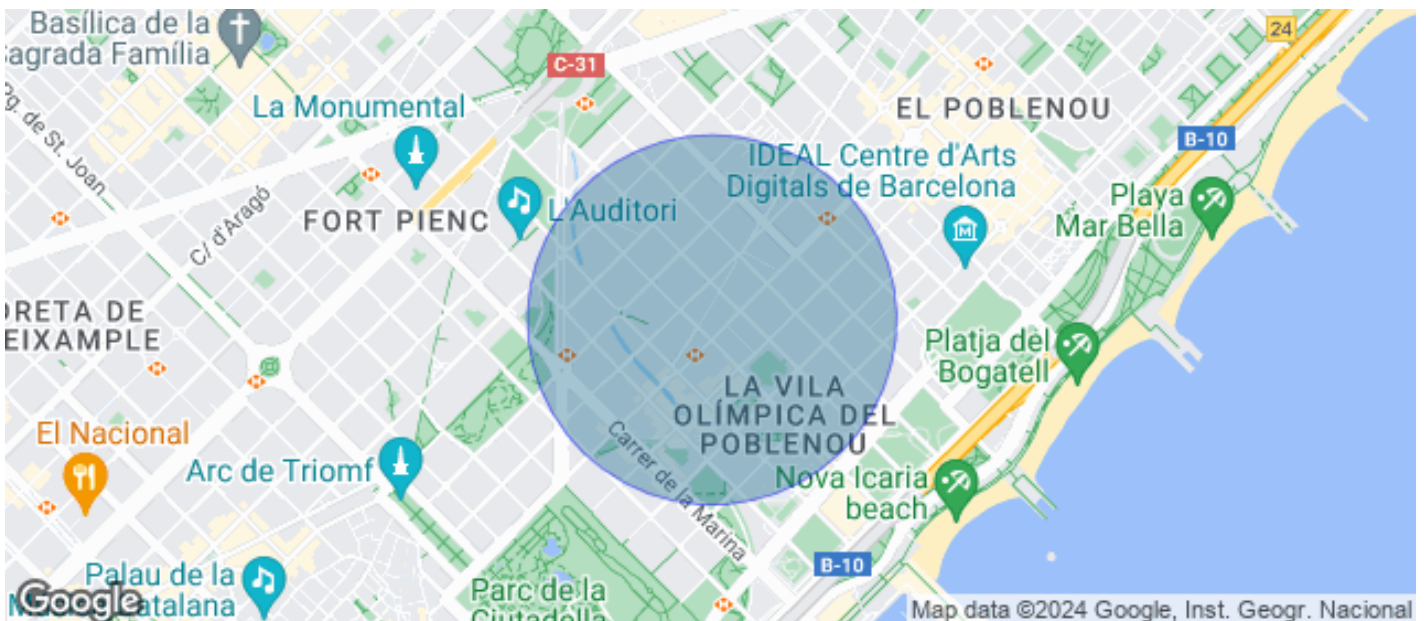 Basílica de la
Sagrada Família
24
C-31
La Monumental
EL POBLENOU
Pg. de St. Joan
B-10
IDEAL Centre d'Arts
Digitals de Barcelona
Playa
Mar Bella
L'Auditori
FORT PIENC
C/ d'Aragó
DRETA DE
EIXAMPLE
Platja del
Bogatell
LA VILA
OLÍMPICA DEL
POBLENOU
El Nacional
Carrer de la Marina
Arc de Triomf
Nova Icaria
beach
B-10
Palau de la
Música Catalana
Parc de la
Ciutadella
Google
Map data ©2024 Google, Inst. Geogr. Nacional